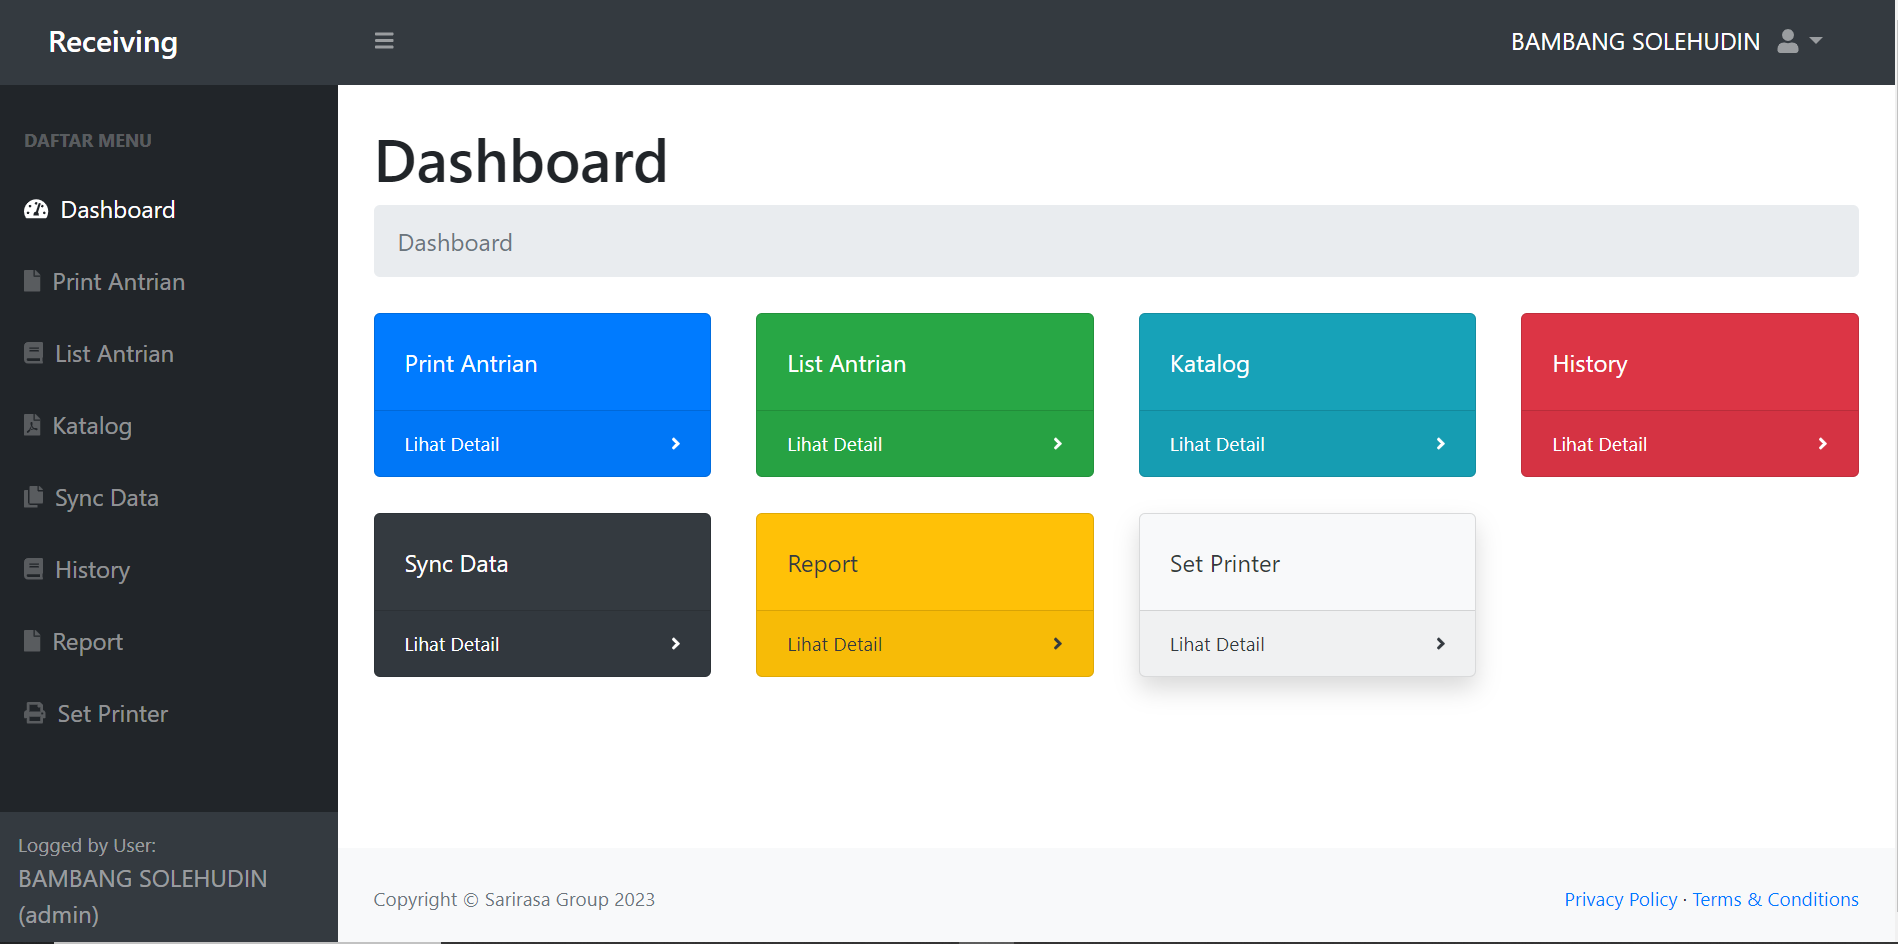 Receiving
BAMBANG SOLEHUDIN
DAFTAR MENU
Dashboard
Print Antrian
List Antrian
Katalog
Sync Data
History
Report
Set Printer
Logged by User:
BAMBANG SOLEHUDIN
(admin)
Dashboard
Dashboard
Print Antrian
Lihat Detail
List Antrian
Lihat Detail
Katalog
Lihat Detail
History
Lihat Detail
Sync Data
Lihat Detail
Report
Lihat Detail
Set Printer
Lihat Detail
Copyright © Sarirasa Group 2023
Privacy Policy · Terms & Conditions